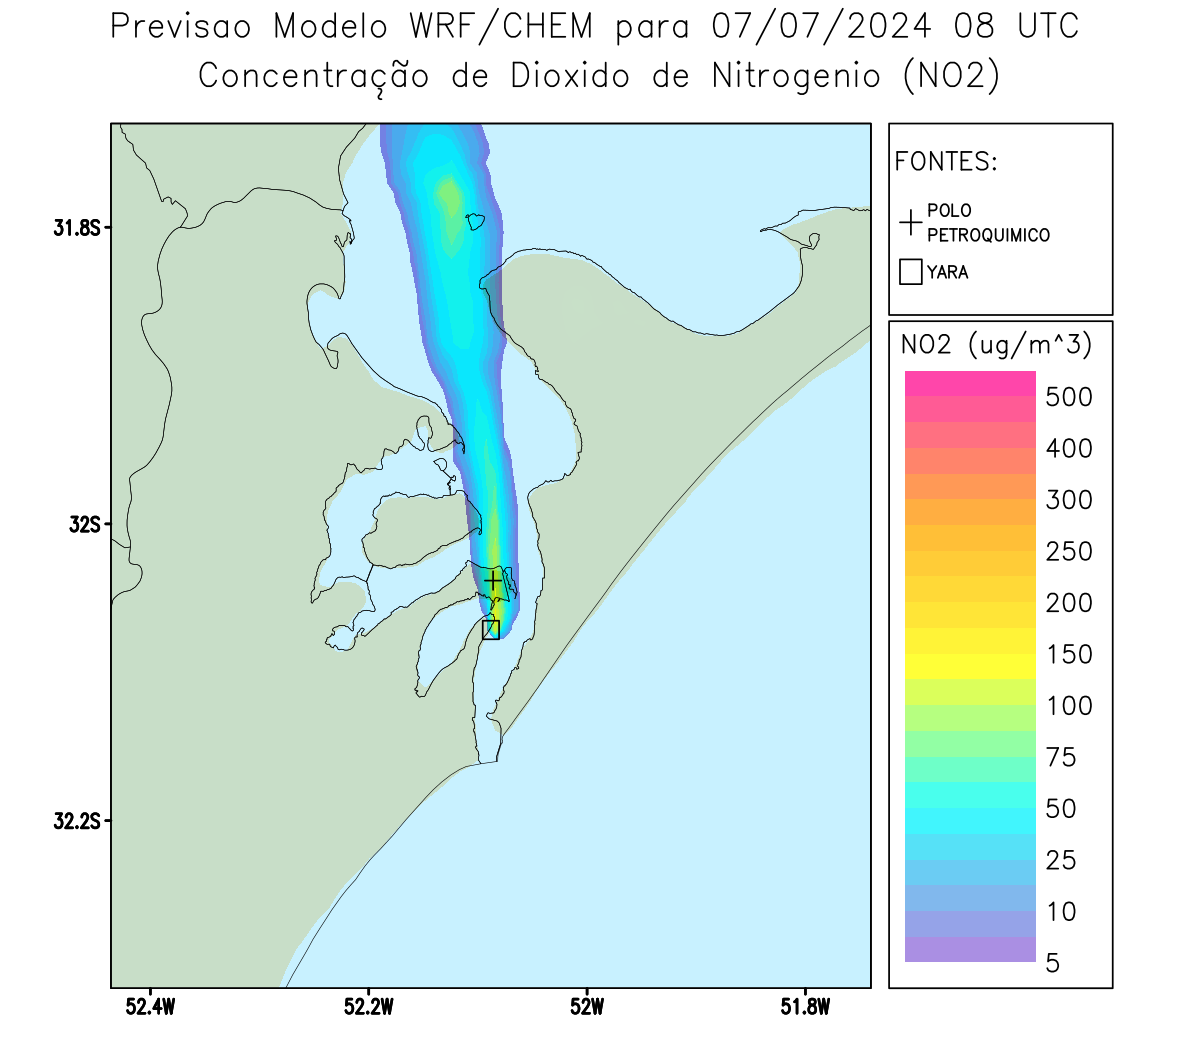 Previsao Modelo WRF/CHEM para 07/07/2024 08 UTC
Concentração de Dioxido de Nitrogenio (NO2)
FONTES:
POLO
PETROQUIMICO
YARA
31.8S
32S
32.2S
52.4W
52.2W
52W
51.8W
NO2 (ug/m^3)
500
400
300
250
200
150
100
75
50
25
10
5